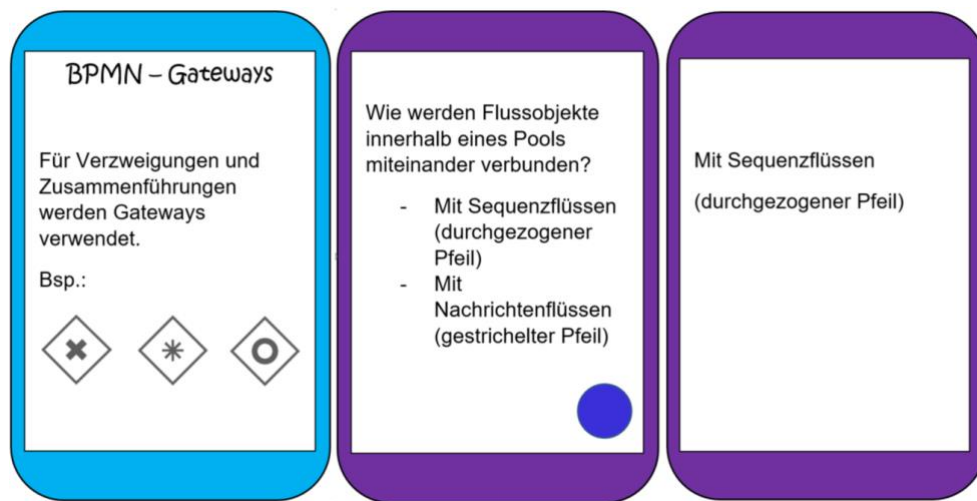 BPMN – Gateways
Für Verzweigungen und
Zusammenführungen
werden Gateways
verwendet.
Bsp.:
Wie werden Flussobjekte
innerhalb eines Pools
miteinander verbunden?
- Mit Sequenzflüssen
(durchgezogener
Pfeil)
- Mit
Nachrichtenflüssen
(gestrichelter Pfeil)
Mit Sequenzflüssen
(durchgezogener Pfeil)